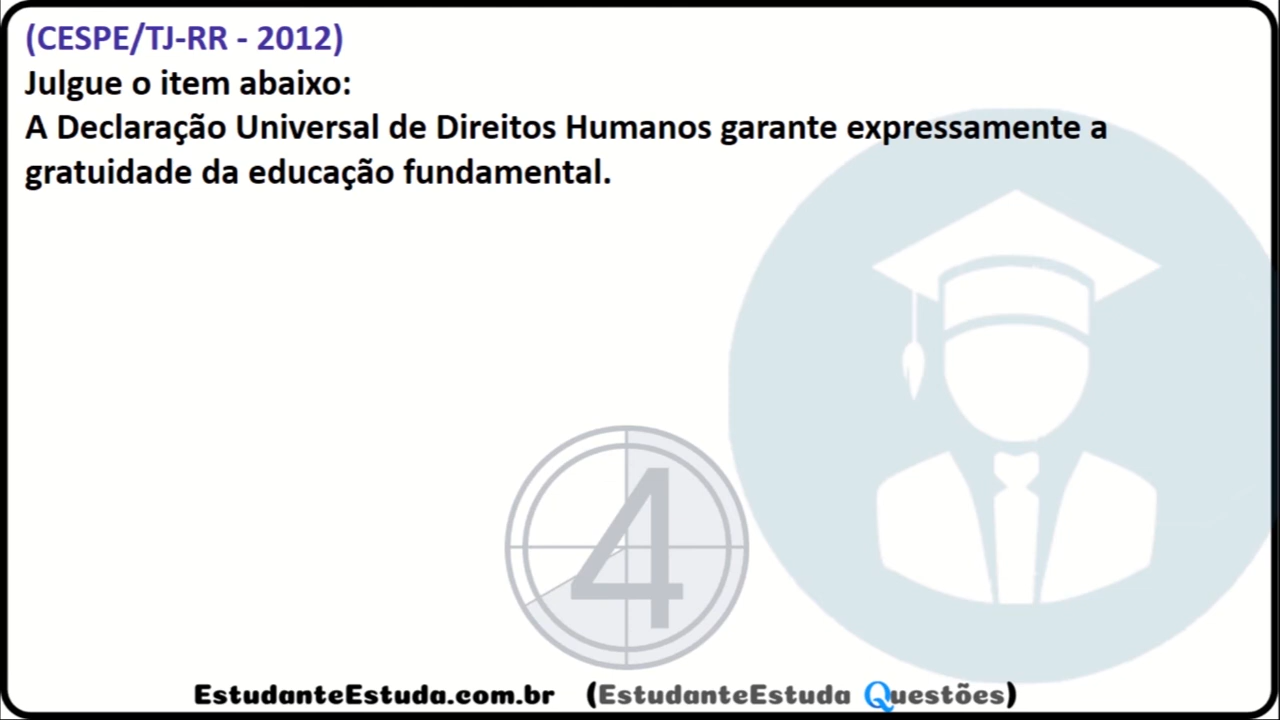 (CESPE/TJ-RR - 2012)
Julgue o item abaixo:
A Declaração Universal de Direitos Humanos garante expressamente a
gratuidade da educação fundamental.
4
EstudanteEstuda.com.br (EstudanteEstuda Questões)